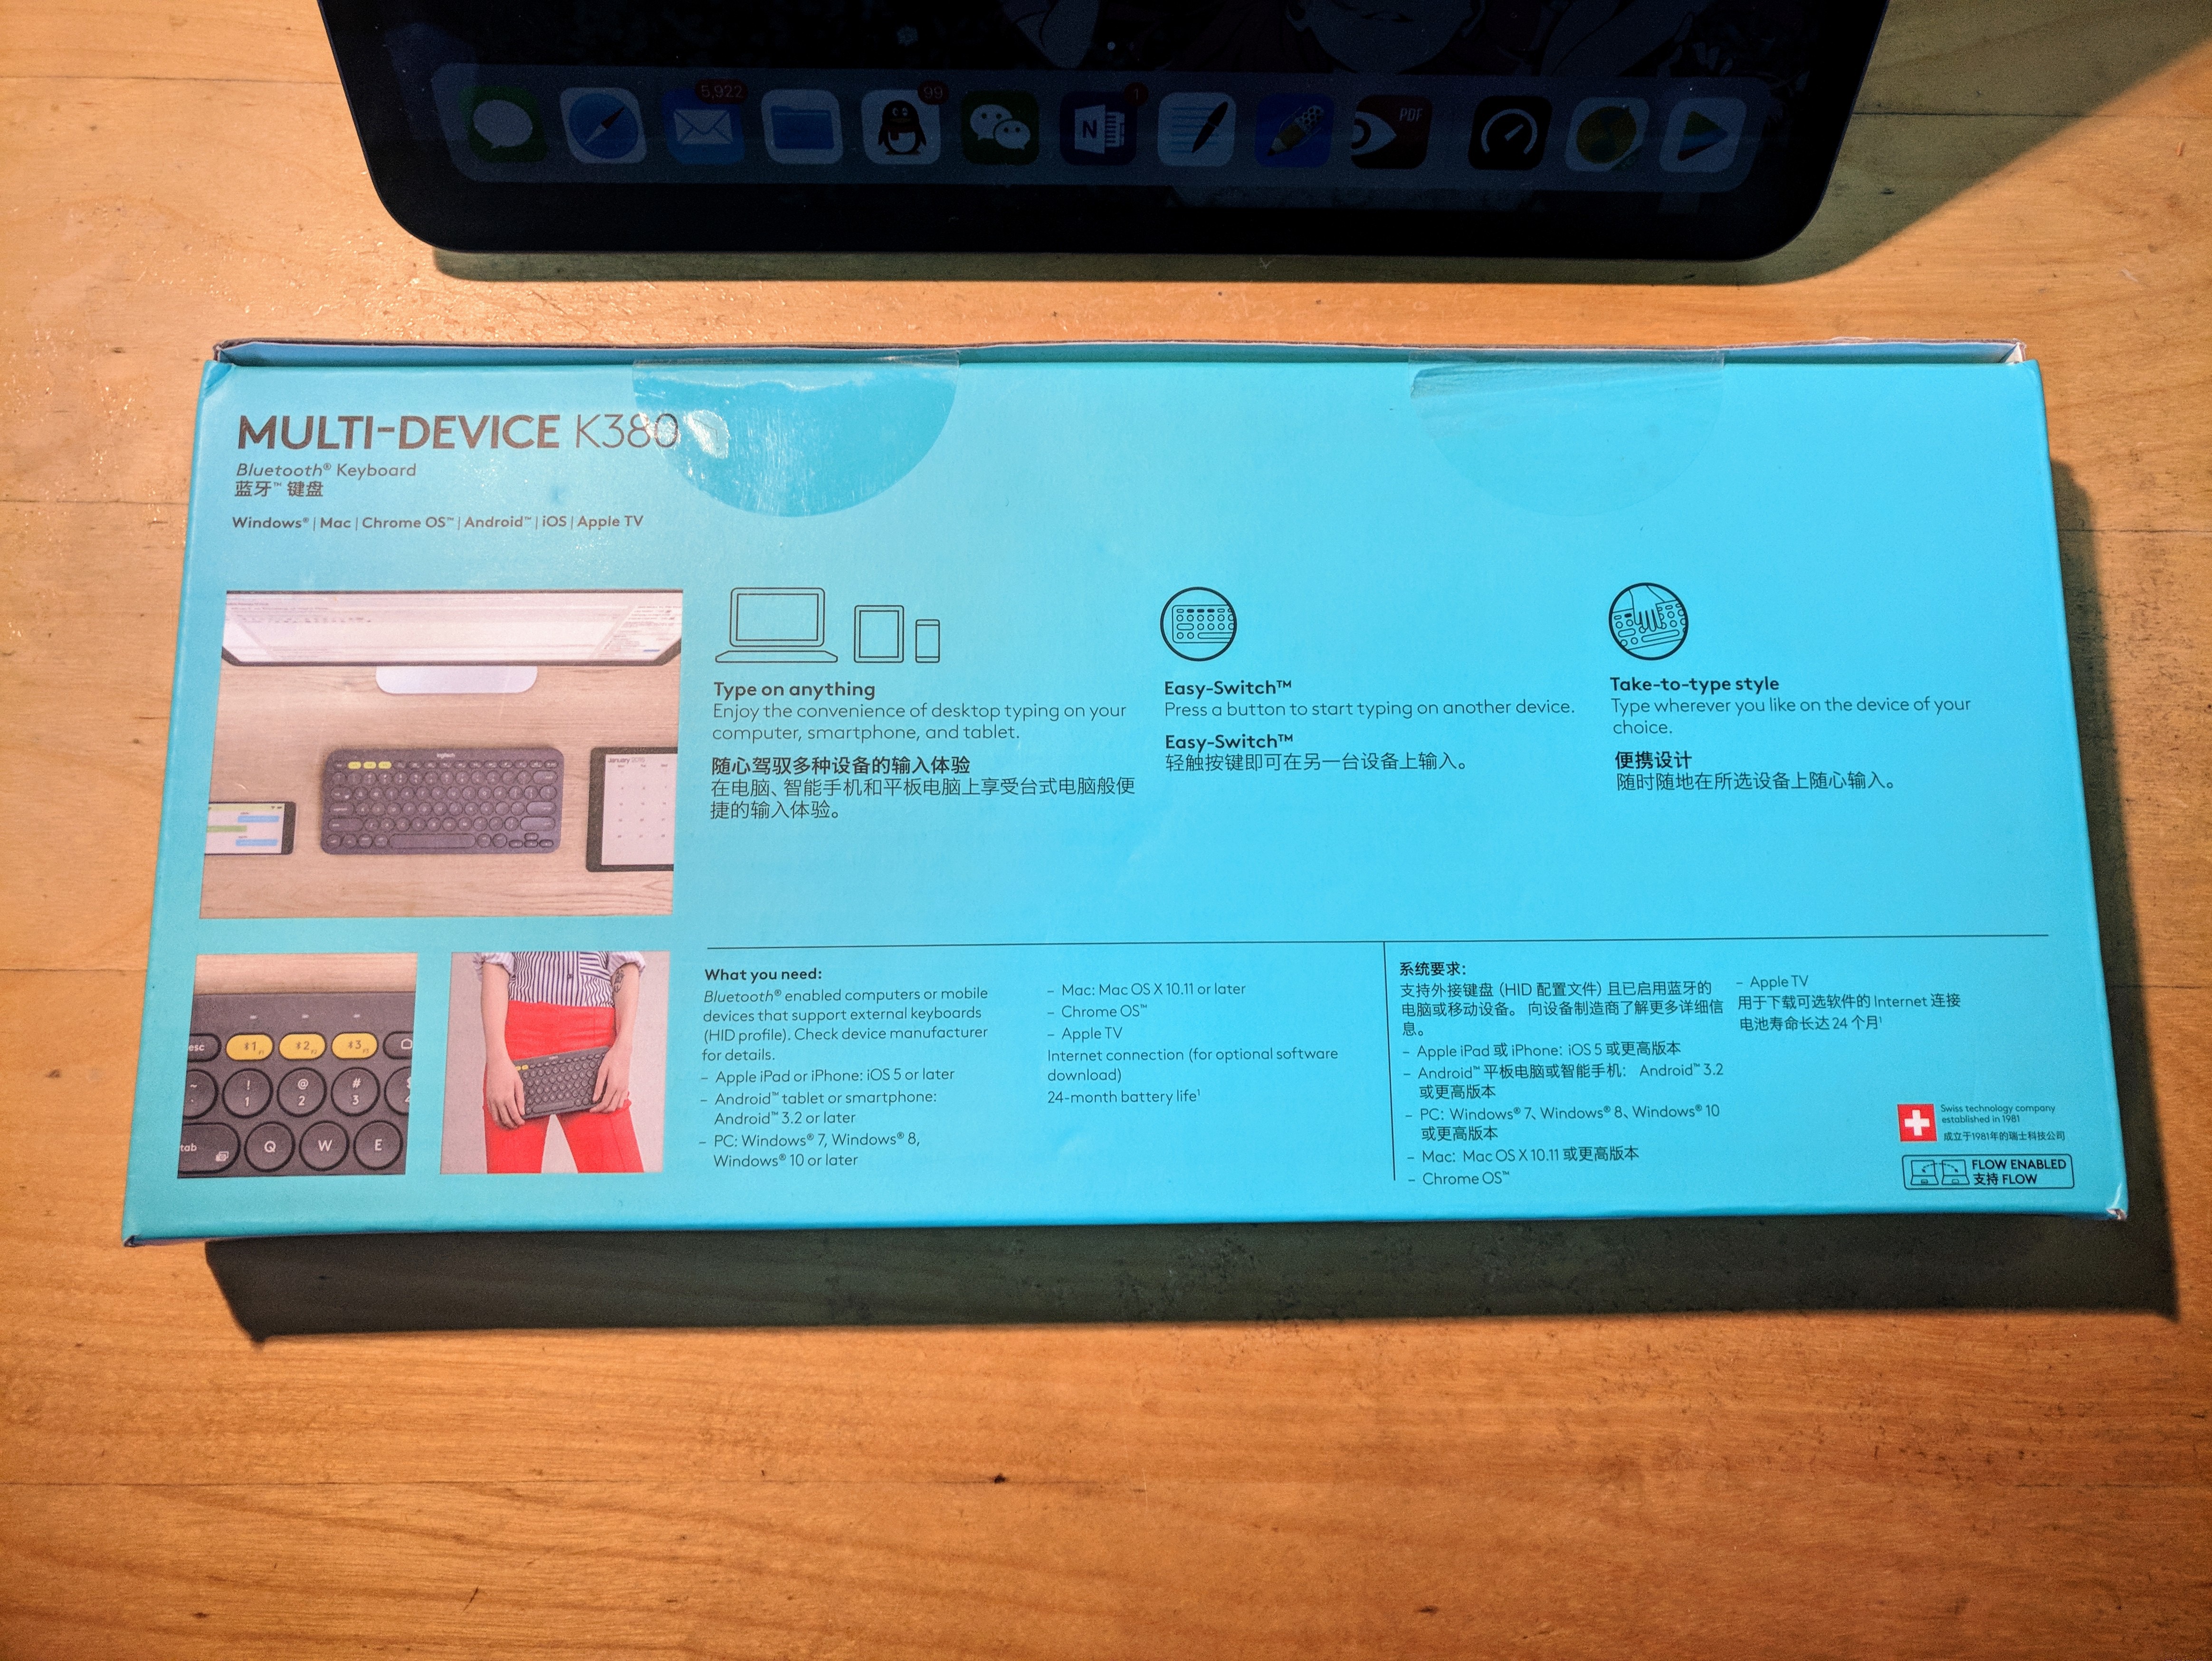 5,922
99
1
N
PDF
MULTI-DEVICE K380
Bluetooth® Keyboard
蓝牙™ 键盘
Windows® | Mac | Chrome OS™ | Android™ | iOS | Apple TV
Type on anything
Enjoy the convenience of desktop typing on your
computer, smartphone, and tablet.
随心驾驭多种设备的输入体验
在电脑、智能手机和平板电脑上享受台式电脑般便
捷的输入体验。
Easy-Switch™
Press a button to start typing on another device.
Easy-Switch™
轻触按键即可在另一台设备上输入。
Take-to-type style
Type wherever you like on the device of your
choice.
便携设计
随时随地在所选设备上随心输入。
logitech
January
esc 1 F1 2 F2 3 F3
~ ! 1 @ 2 # 3 4
tab Q W E
What you need:
Bluetooth® enabled computers or mobile
devices that support external keyboards
(HID profile). Check device manufacturer
for details.
– Apple iPad or iPhone: iOS 5 or later
– Android™ tablet or smartphone:
Android™ 3.2 or later
– PC: Windows® 7, Windows® 8,
Windows® 10 or later
– Mac: Mac OS X 10.11 or later
– Chrome OS™
– Apple TV
Internet connection (for optional software
download)
24-month battery life¹
系统要求:
支持外接键盘 (HID 配置文件) 且已启用蓝牙的
电脑或移动设备。 向设备制造商了解更多详细信
息。
– Apple iPad 或 iPhone: iOS 5 或更高版本
– Android™ 平板电脑或智能手机: Android™ 3.2
或更高版本
– PC: Windows® 7、Windows® 8、Windows® 10
或更高版本
– Mac: Mac OS X 10.11 或更高版本
– Chrome OS™
– Apple TV
用于下载可选软件的 Internet 连接
电池寿命长达 24 个月¹
Swiss technology company
established in 1981
成立于1981年的瑞士科技公司
FLOW ENABLED
支持 FLOW